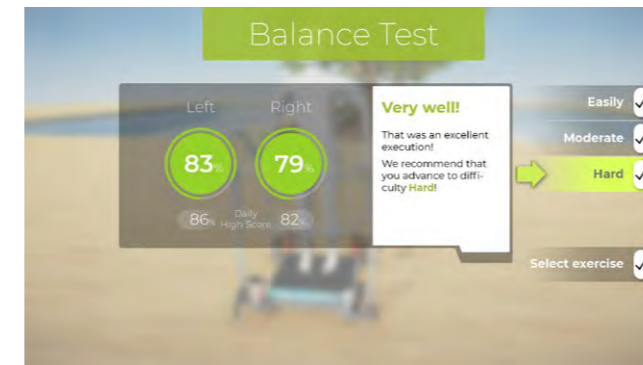 Balance Test
Left Right
83% 79%
86% Daily High Score 82%
Very well!
That was an excellent
execution!
We recommend that
you advance to diffi-
culty Hard!
Easily
Moderate
Hard
Select exercise